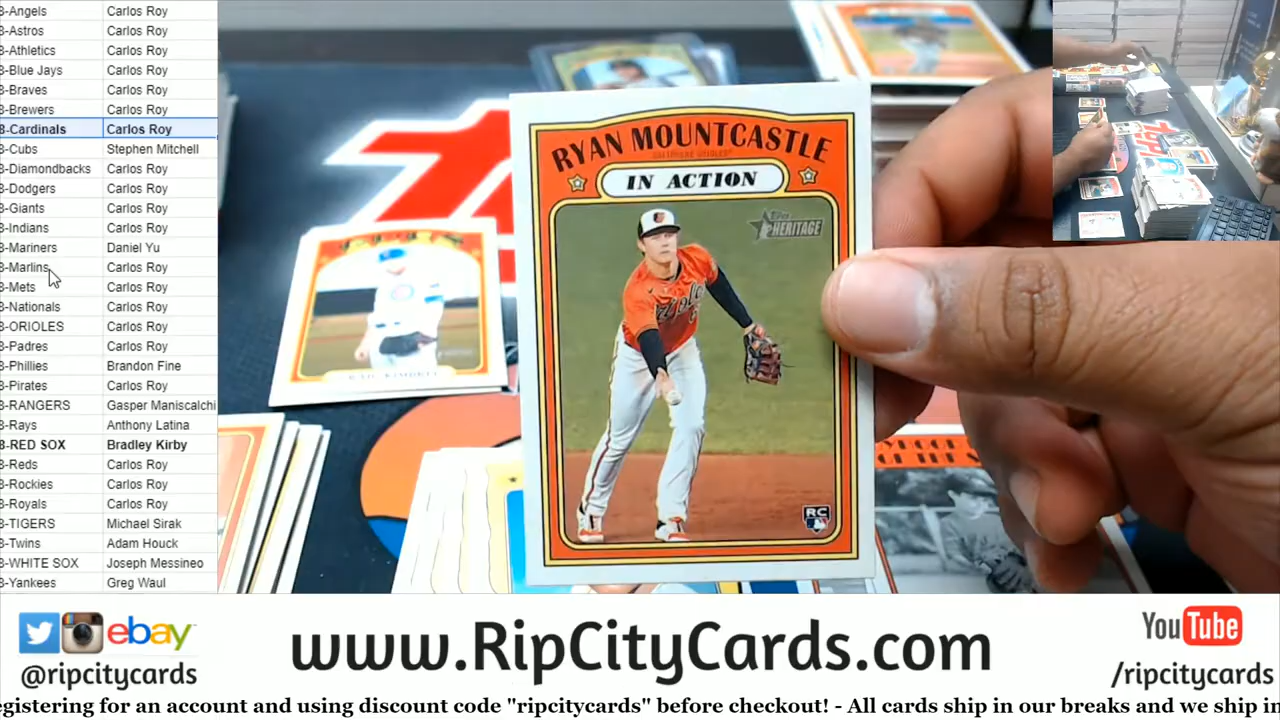 3-Angels Carlos Roy
3-Astros Carlos Roy
3-Athletics Carlos Roy
3-Blue Jays Carlos Roy
3-Braves Carlos Roy
3-Brewers Carlos Roy
3-Cardinals Carlos Roy
3-Cubs Stephen Mitchell
3-Diamondbacks Carlos Roy
3-Dodgers Carlos Roy
3-Giants Carlos Roy
3-Indians Carlos Roy
3-Mariners Daniel Yu
3-Marlins Carlos Roy
3-Mets Carlos Roy
3-Nationals Carlos Roy
3-ORIOLES Carlos Roy
3-Padres Carlos Roy
3-Phillies Brandon Fine
3-Pirates Carlos Roy
3-RANGERS Gasper Maniscalchi
3-Rays Anthony Latina
3-RED SOX Bradley Kirby
3-Reds Carlos Roy
3-Rockies Carlos Roy
3-Royals Carlos Roy
3-TIGERS Michael Sirak
3-Twins Adam Houck
3-WHITE SOX Joseph Messineo
3-Yankees Greg Waul
RYAN MOUNTCASTLE
BALTIMORE ORIOLES
IN ACTION
Topps
HERITAGE
RC
ebay
@ripcitycards
www.RipCityCards.com
YouTube
/ripcitycards
egistering for an account and using discount code "ripcitycards" before checkout! - All cards ship in our breaks and we ship in